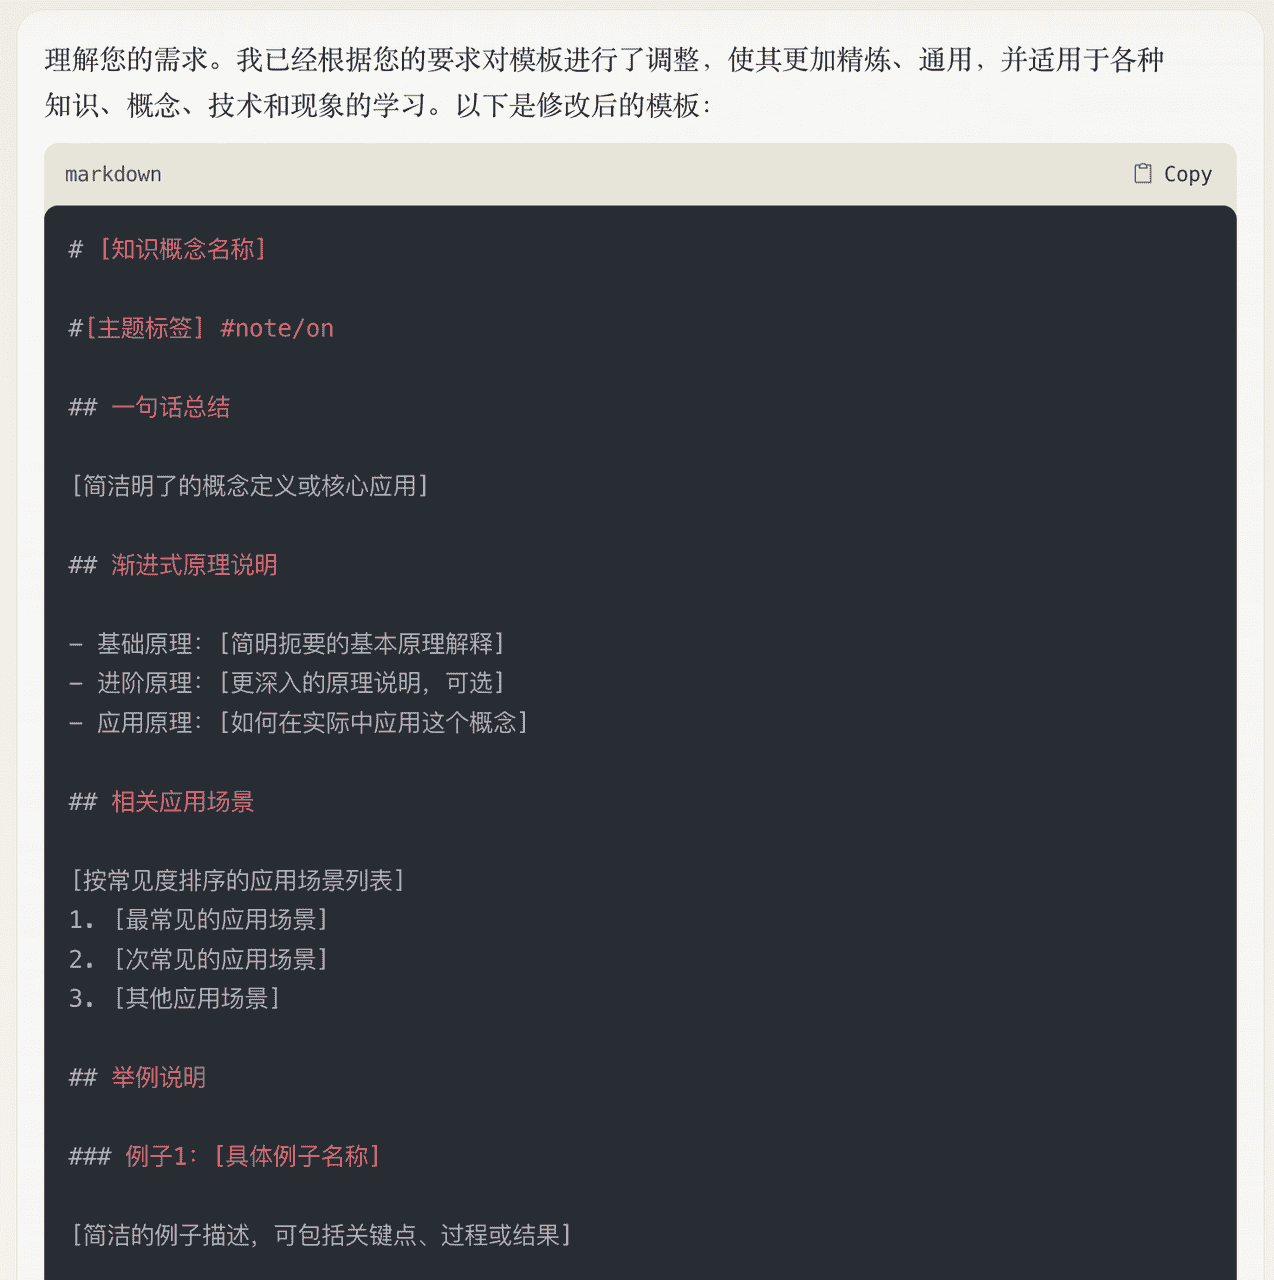 理解您的需求。我已经根据您的要求对模板进行了调整，使其更加精炼、通用，并适用于各种
知识、概念、技术和现象的学习。以下是修改后的模板：
markdown
Copy
# [知识概念名称]
#[主题标签] #note/on
## 一句话总结
[简洁明了的概念定义或核心应用]
## 渐进式原理说明
- 基础原理：[简明扼要的基本原理解释]
- 进阶原理：[更深入的原理说明，可选]
- 应用原理：[如何在实际中应用这个概念]
## 相关应用场景
[按常见度排序的应用场景列表]
1. [最常见的应用场景]
2. [次常见的应用场景]
3. [其他应用场景]
## 举例说明
### 例子1：[具体例子名称]
[简洁的例子描述，可包括关键点、过程或结果]